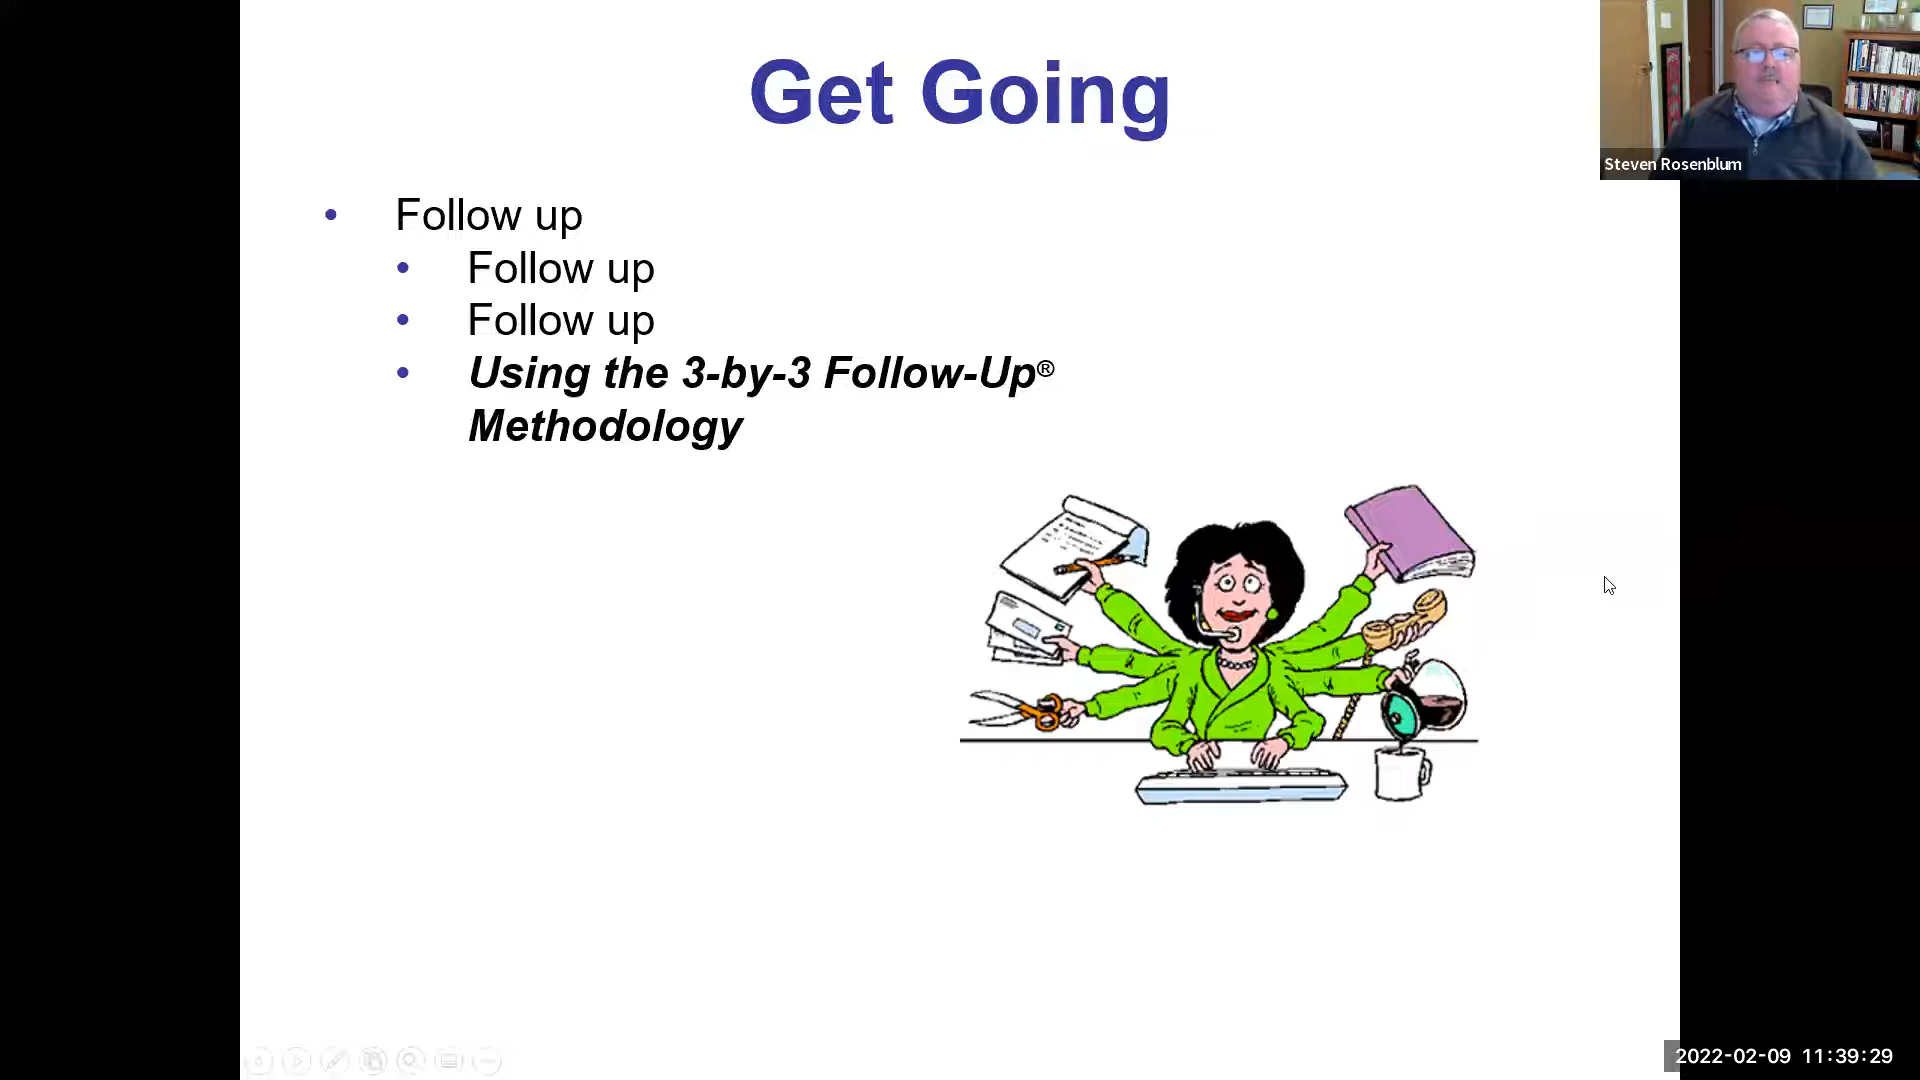 Get Going
Steven Rosenblum
• Follow up
• Follow up
• Follow up
• Using the 3-by-3 Follow-Up®
Methodology
2022-02-09 11:39:29